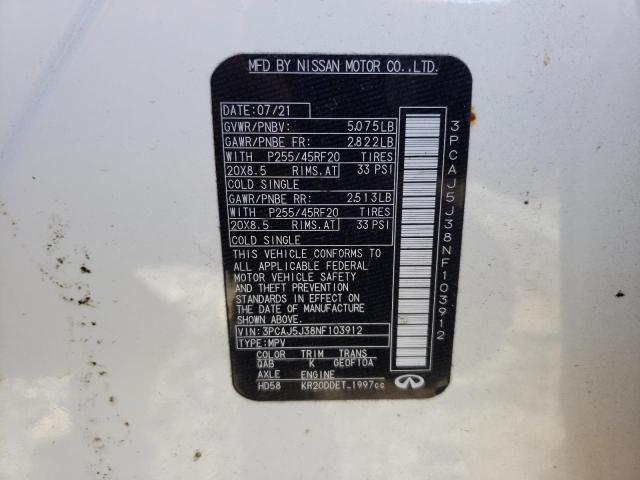 MFD BY NISSAN MOTOR CO.,LTD.
DATE: 07/21
GVWR/PNBV: 5.075LB
GAWR/PNBE FR: 2.822LB
WITH P255/45RF20 TIRES
20X8.5 RIMS.AT 33 PSI
COLD SINGLE
GAWR/PNBE RR: 2.513LB
WITH P255/45RF20 TIRES
20X8.5 RIMS.AT 33 PSI
COLD SINGLE
THIS VEHICLE CONFORMS TO
ALL APPLICABLE FEDERAL
MOTOR VEHICLE SAFETY
AND THEFT PREVENTION
STANDARDS IN EFFECT ON
THE DATE OF MANUFACTURE
SHOWN ABOVE.
VIN: 3PCAJ5J38NF103912
TYPE: MPV
COLOR TRIM TRANS
QAB K GE0F10A
AXLE ENGINE
HD58 KR20DDET_1997cc
3PCAJ5J38NF103912